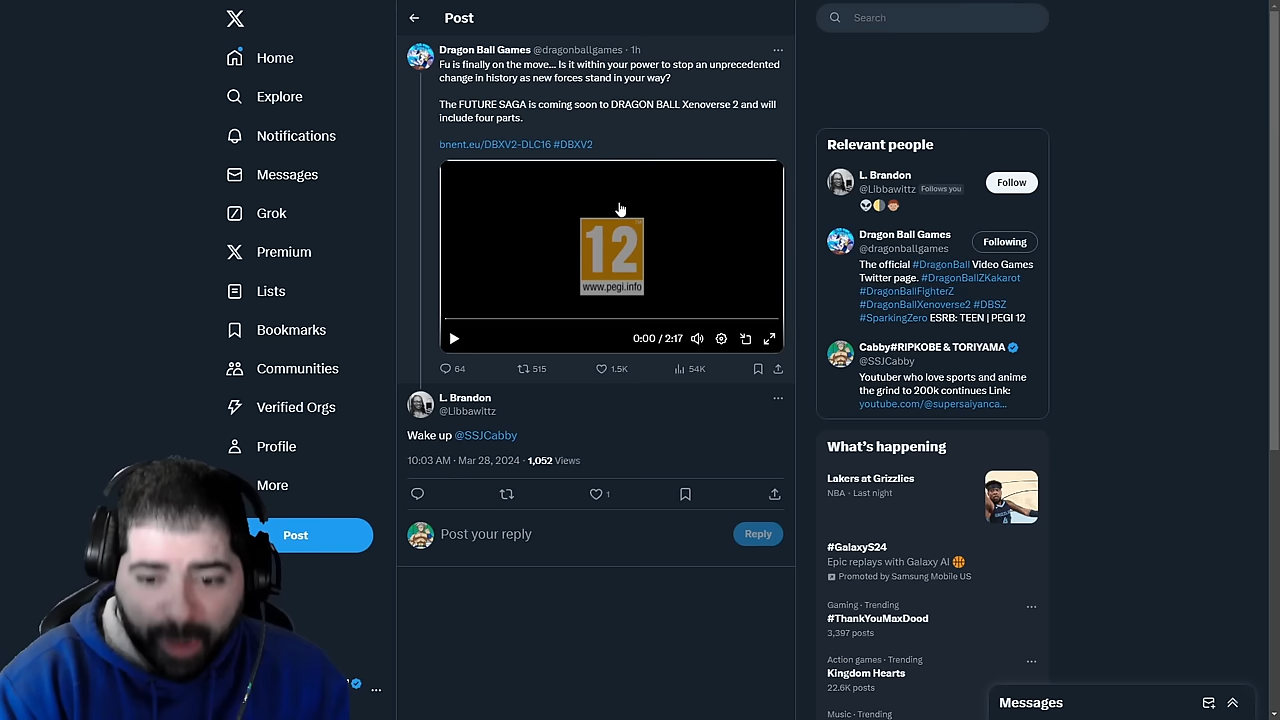 Home
Explore
Notifications
Messages
Grok
Premium
Lists
Bookmarks
Communities
Verified Orgs
Profile
More
Post
Post
Dragon Ball Games @dragonballgames · 1h
Fu is finally on the move... Is it within your power to stop an unprecedented
change in history as new forces stand in your way?
The FUTURE SAGA is coming soon to DRAGON BALL Xenoverse 2 and will
include four parts.
bnent.eu/DBXV2-DLC16 #DBXV2
12
www.pegi.info
0:00 / 2:17
64 515 1.5K 54K
L. Brandon
@Libbawittz
Wake up @SSJCabby
10:03 AM · Mar 28, 2024 · 1,052 Views
1
Post your reply
Reply
Search
Relevant people
L. Brandon
@Libbawittz Follows you
Follow
Dragon Ball Games
@dragonballgames
Following
The official #DragonBall Video Games
Twitter page. #DragonBallZKakarot
#DragonBallFighterZ
#DragonBallXenoverse2 #DBSZ
#SparkingZero ESRB: TEEN | PEGI 12
Cabby#RIPKOBE & TORIYAMA
@SSJCabby
Youtuber who love sports and anime
the grind to 200k continues Link:
youtube.com/@supersaiyanca...
What's happening
Lakers at Grizzlies
NBA · Last night
#GalaxyS24
Epic replays with Galaxy AI 🏀
Promoted by Samsung Mobile US
Gaming · Trending
#ThankYouMaxDood
3,397 posts
Action games · Trending
Kingdom Hearts
22.6K posts
Music · Trending
Messages